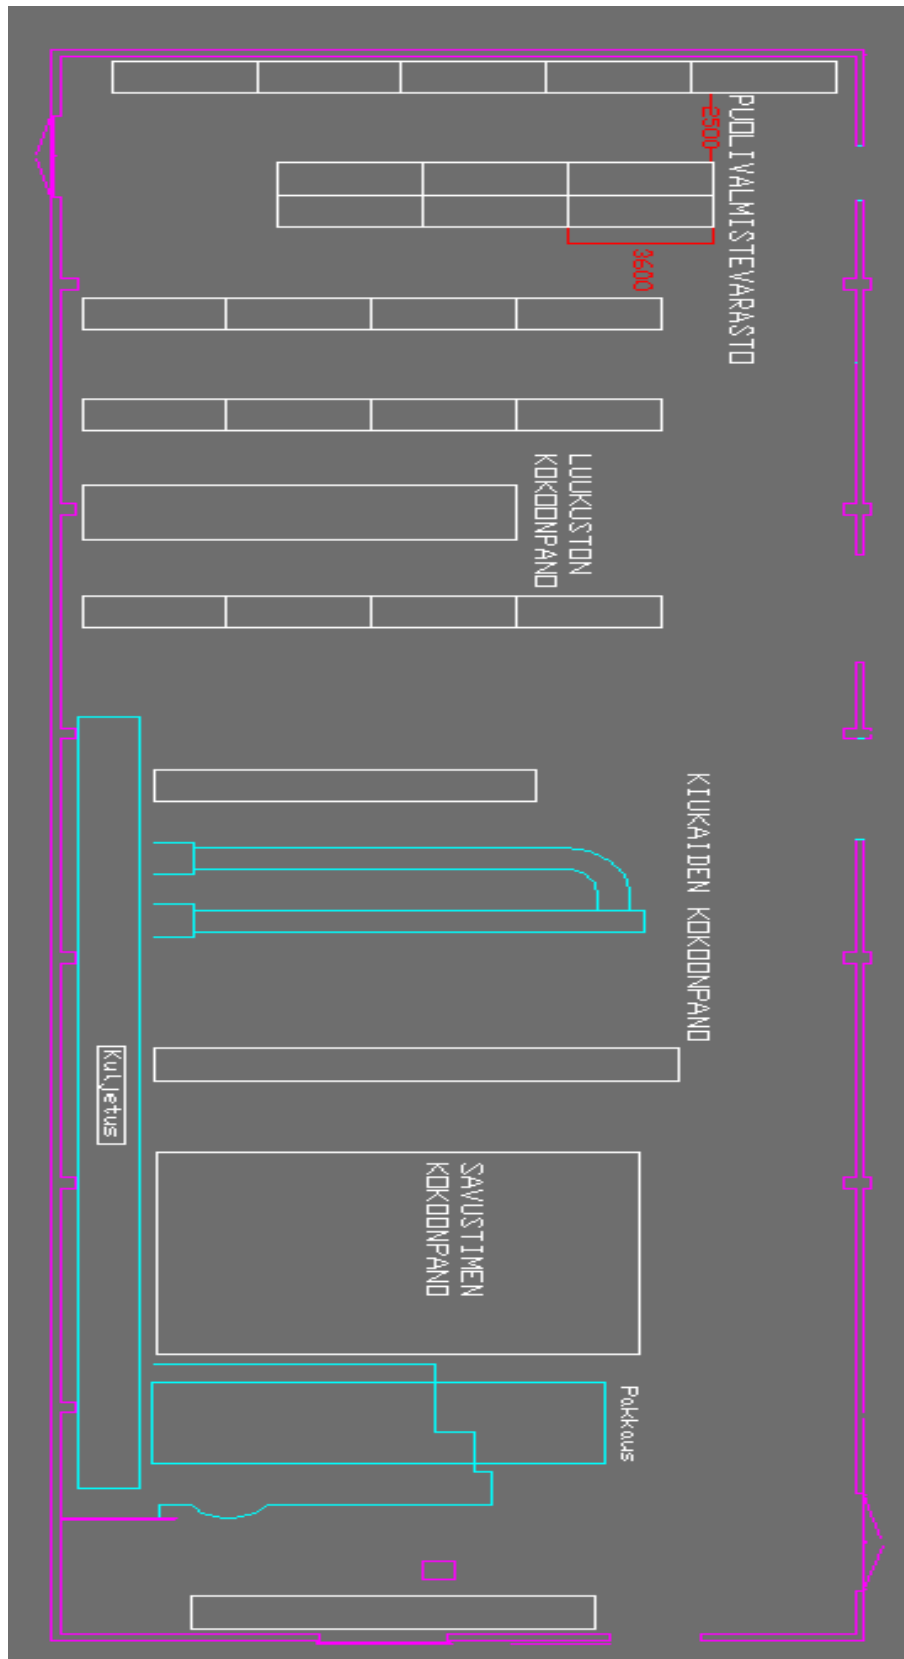 2500
PUOLIVALMISTEVARASTO
3600
LUUKUSTON
KOKOONPANO
KIUKAIDEN KOKOONPANO
Kuljetus
SAVUSTIMEN
KOKOONPANO
Pakkaus